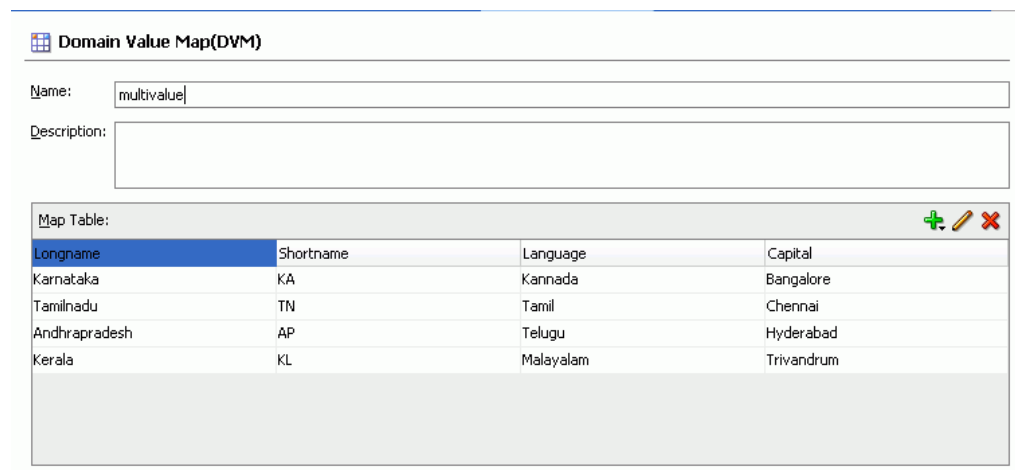 Domain Value Map(DVM)
Name: multivalue
Description:
Map Table:
Longname Shortname Language Capital
Karnataka KA Kannada Bangalore
Tamilnadu TN Tamil Chennai
Andhrapradesh AP Telugu Hyderabad
Kerala KL Malayalam Trivandrum